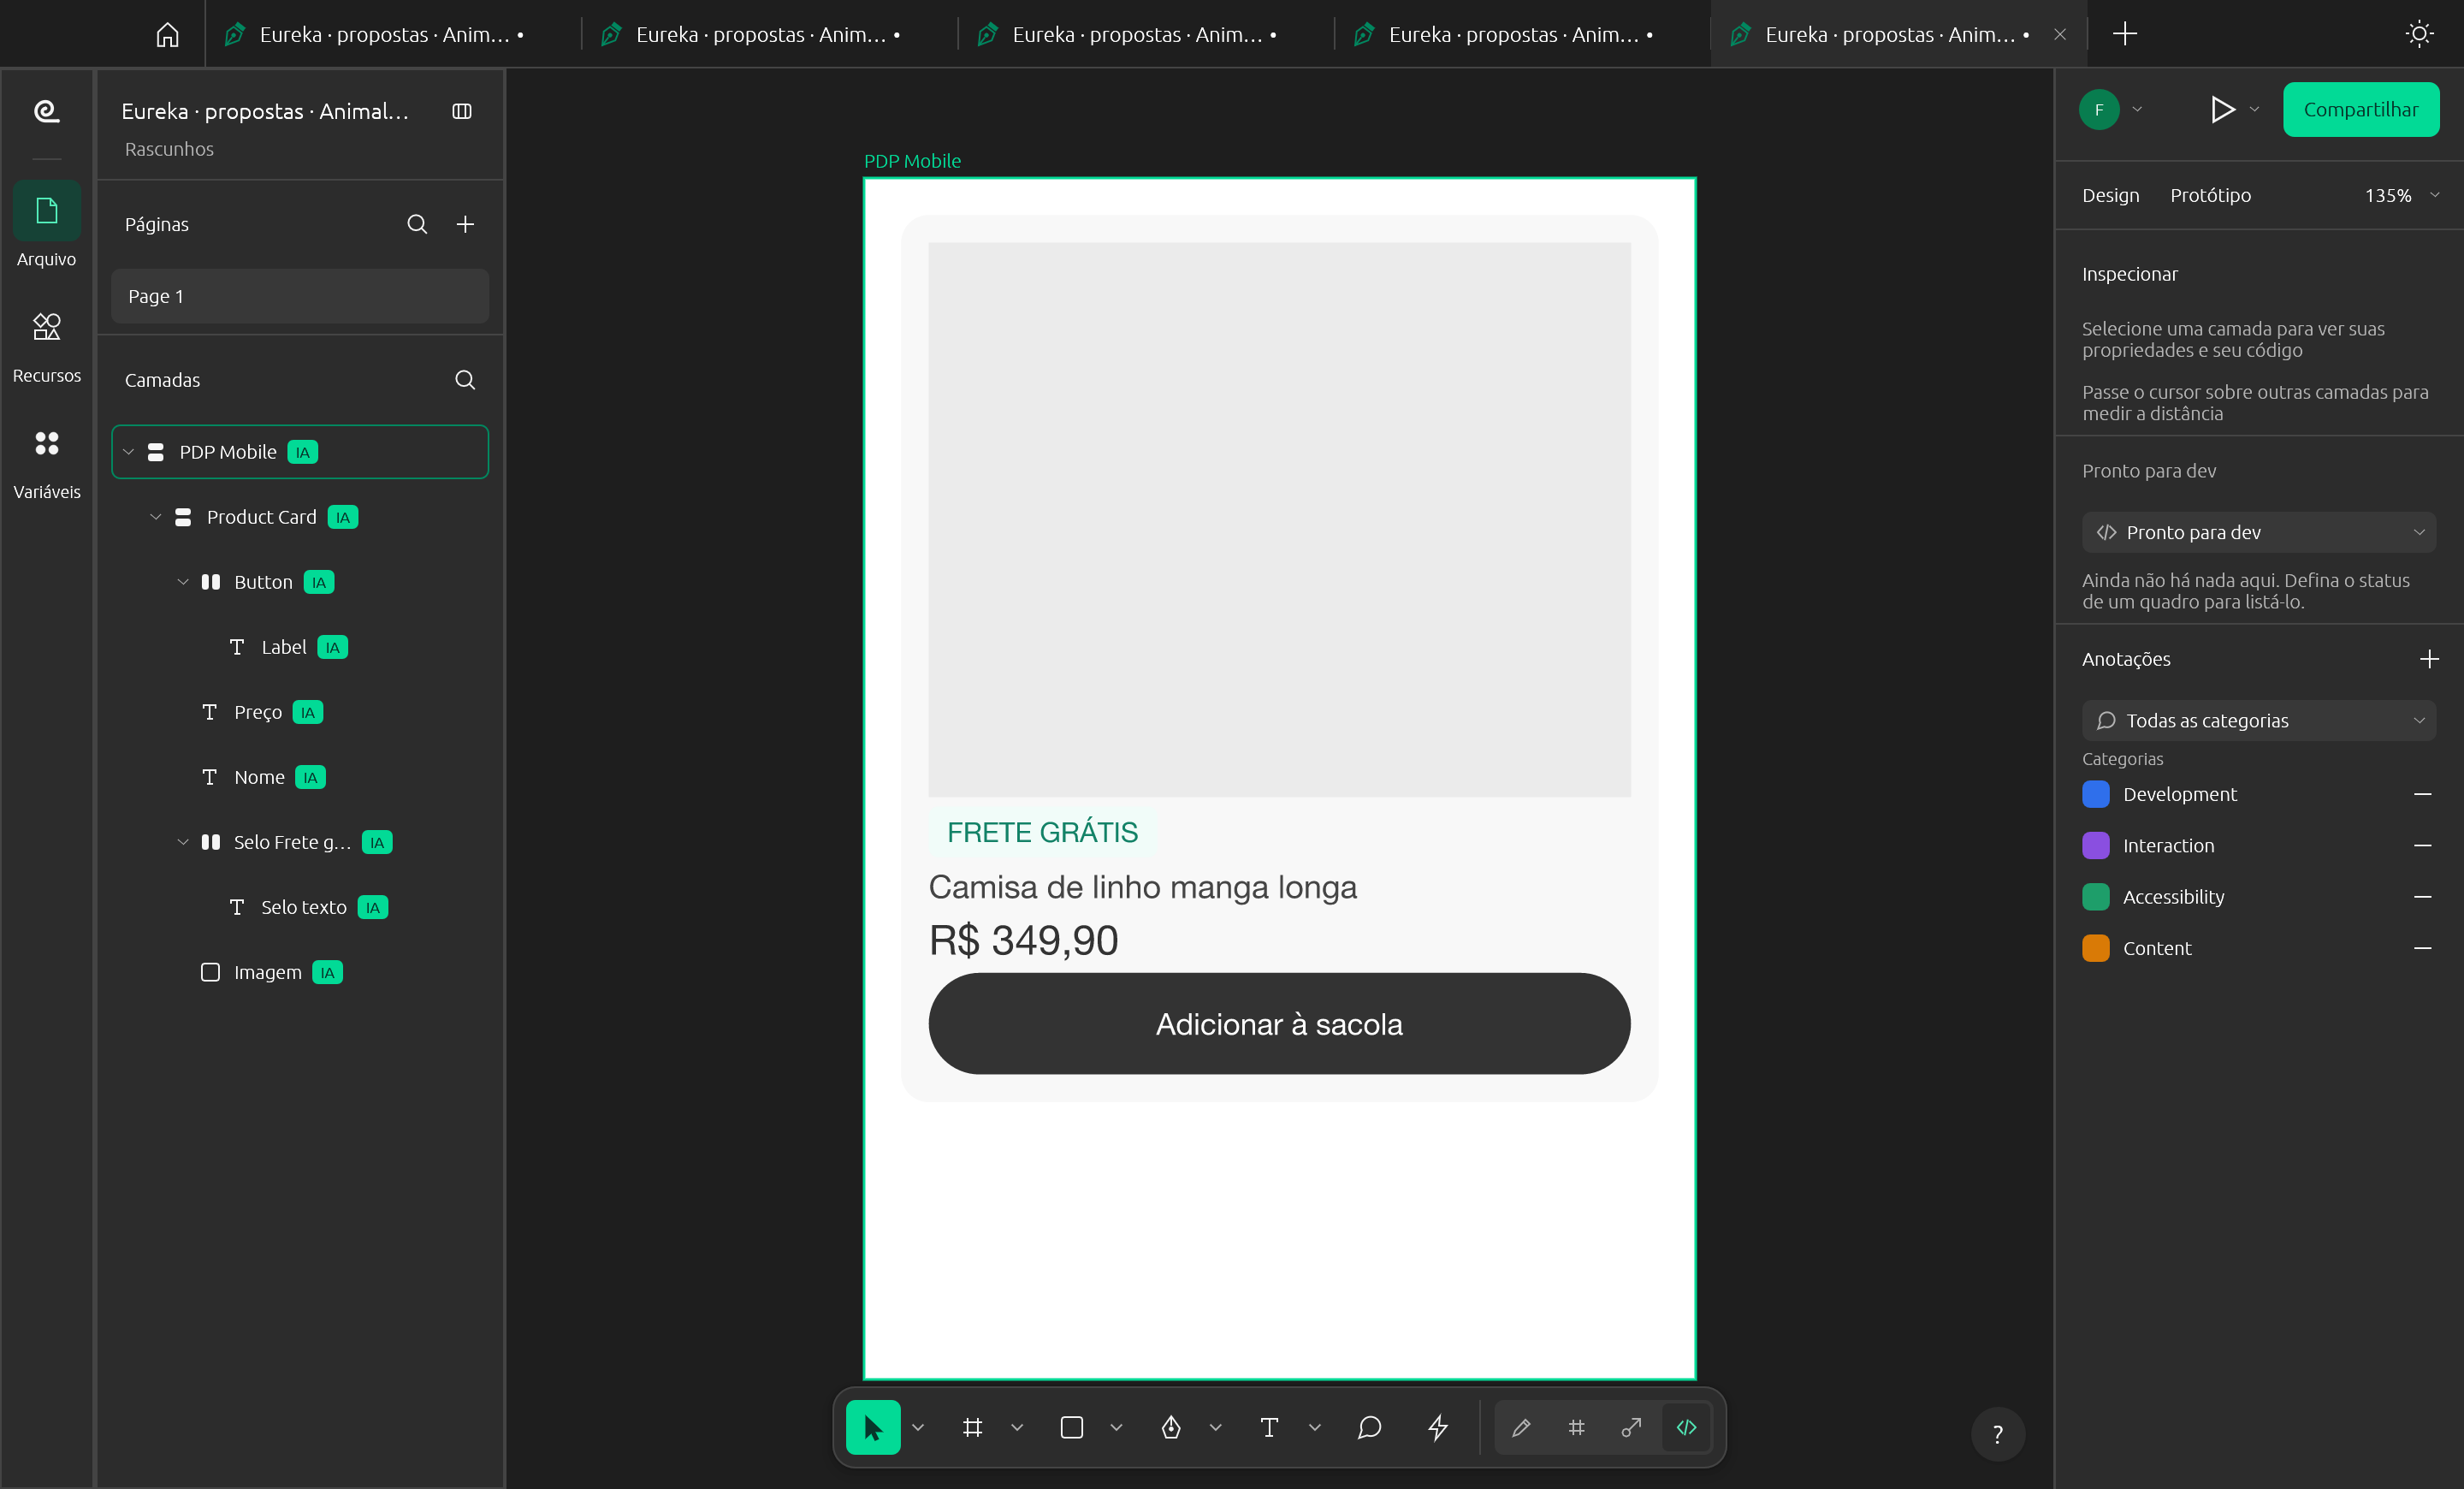 Eureka · propostas · Anim... •
Eureka · propostas · Anim... •
Eureka · propostas · Anim... •
Eureka · propostas · Anim... •
Eureka · propostas · Anim... •
Arquivo
Recursos
Variáveis
Eureka · propostas · Animal...
Rascunhos
Páginas
Page 1
Camadas
PDP Mobile IA
Product Card IA
Button IA
Label IA
Preço IA
Nome IA
Selo Frete g... IA
Selo texto IA
Imagem IA
PDP Mobile
FRETE GRÁTIS
Camisa de linho manga longa
R$ 349,90
Adicionar à sacola
F
Compartilhar
Design Protótipo 135%
Inspecionar
Selecione uma camada para ver suas
propriedades e seu código
Passe o cursor sobre outras camadas para
medir a distância
Pronto para dev
Pronto para dev
Ainda não há nada aqui. Defina o status
de um quadro para listá-lo.
Anotações
Todas as categorias
Categorias
Development
Interaction
Accessibility
Content
?